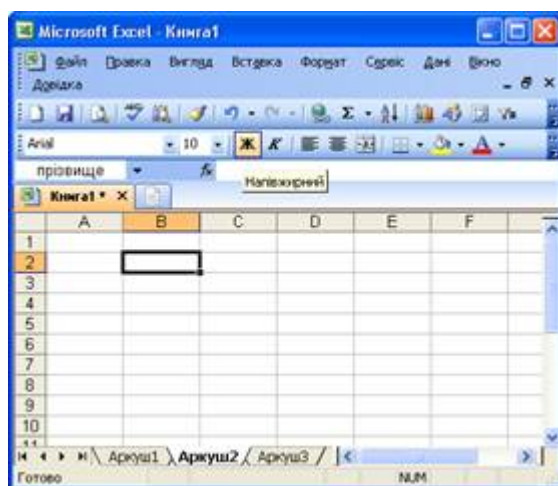 Microsoft Excel - Книга1
Файл Правка Вигляд Вставка Формат Сервіс Дані Вікно
Довідка
Arial 10 Ж К
прізвище fx
Напівжирний
Книга1 *
A B C D E F
1
2
3
4
5
6
7
8
9
10
11
Аркуш1 Аркуш2 Аркуш3
Готово NUM